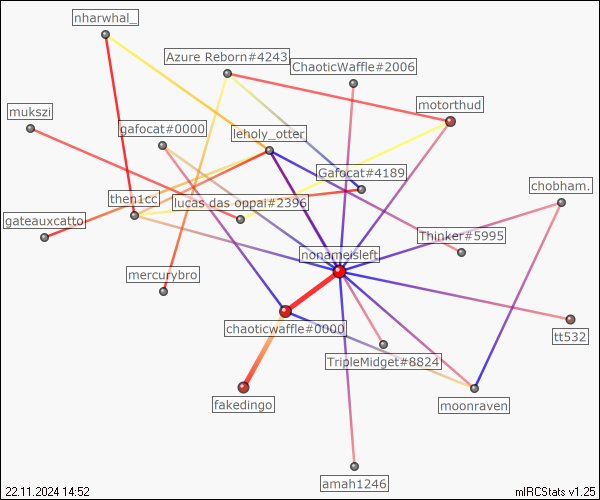 nharwhal_
Azure Reborn#4243
ChaoticWaffle#2006
mukszi
motorthud
gafocat#0000
leholy_otter
Gafocat#4189
chobham.
then1cc
lucas das oppai#2396
gateauxcatto
Thinker#5995
nonameisleft
mercurybro
chaoticwaffle#0000
tt532
TripleMidget#8824
fakedingo
moonraven
amah1246
22.11.2024 14:52
mIRCStats v1.25